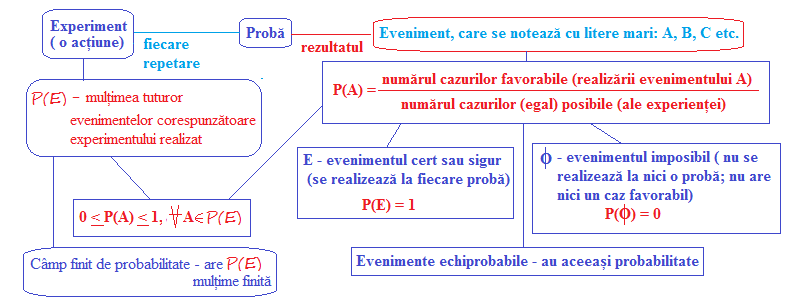 Experiment
( o acțiune)
fiecare
repetare
Probă
rezultatul
Eveniment, care se notează cu litere mari: A, B, C etc.
P(E) – mulțimea tuturor
evenimentelor corespunzătoare
experimentului realizat
P(A) = numărul cazurilor favorabile (realizării evenimentului A)
numărul cazurilor (egal) posibile (ale experienței)
E - evenimentul cert sau sigur
(se realizează la fiecare probă)
P(E) = 1
ϕ - evenimentul imposibil ( nu se
realizează la nici o probă; nu are
nici un caz favorabil)
P(ϕ) = 0
0 ≤ P(A) ≤ 1, ∀ A ∈ P(E)
Câmp finit de probabilitate - are P(E)
mulțime finită
Evenimente echiprobabile - au aceeași probabilitate